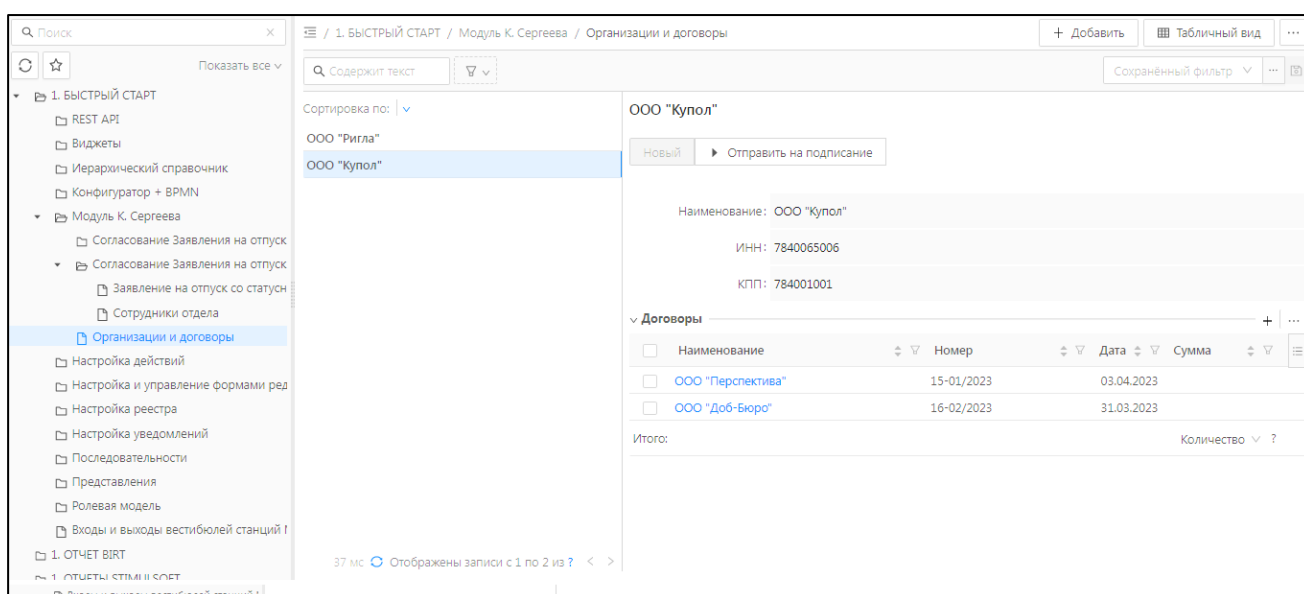 Поиск
Показать все
1. БЫСТРЫЙ СТАРТ
REST API
Виджеты
Иерархический справочник
Конфигуратор + BPMN
Модуль К. Сергеева
Согласование Заявления на отпуск
Согласование Заявления на отпуск
Заявление на отпуск со статусн
Сотрудники отдела
Организации и договоры
Настройка действий
Настройка и управление формами ред
Настройка реестра
Настройка уведомлений
Последовательности
Представления
Ролевая модель
Входы и выходы вестибюлей станций
1. ОТЧЕТ BIRT
1. ОТЧЕТЫ STIMULSOFT
/ 1. БЫСТРЫЙ СТАРТ / Модуль К. Сергеева / Организации и договоры
+ Добавить
Табличный вид
Содержит текст
Сохранённый фильтр
Сортировка по:
ООО "Ригла"
ООО "Купол"
37 мс Отображены записи с 1 по 2 из ? < >
ООО "Купол"
Новый
Отправить на подписание
Наименование: ООО "Купол"
ИНН: 7840065006
КПП: 784001001
Договоры
Наименование Номер Дата Сумма
ООО "Перспектива" 15-01/2023 03.04.2023
ООО "Доб-Бюро" 16-02/2023 31.03.2023
Итого: Количество ?